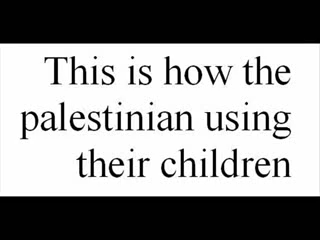 This is how the
palestinian using
their children